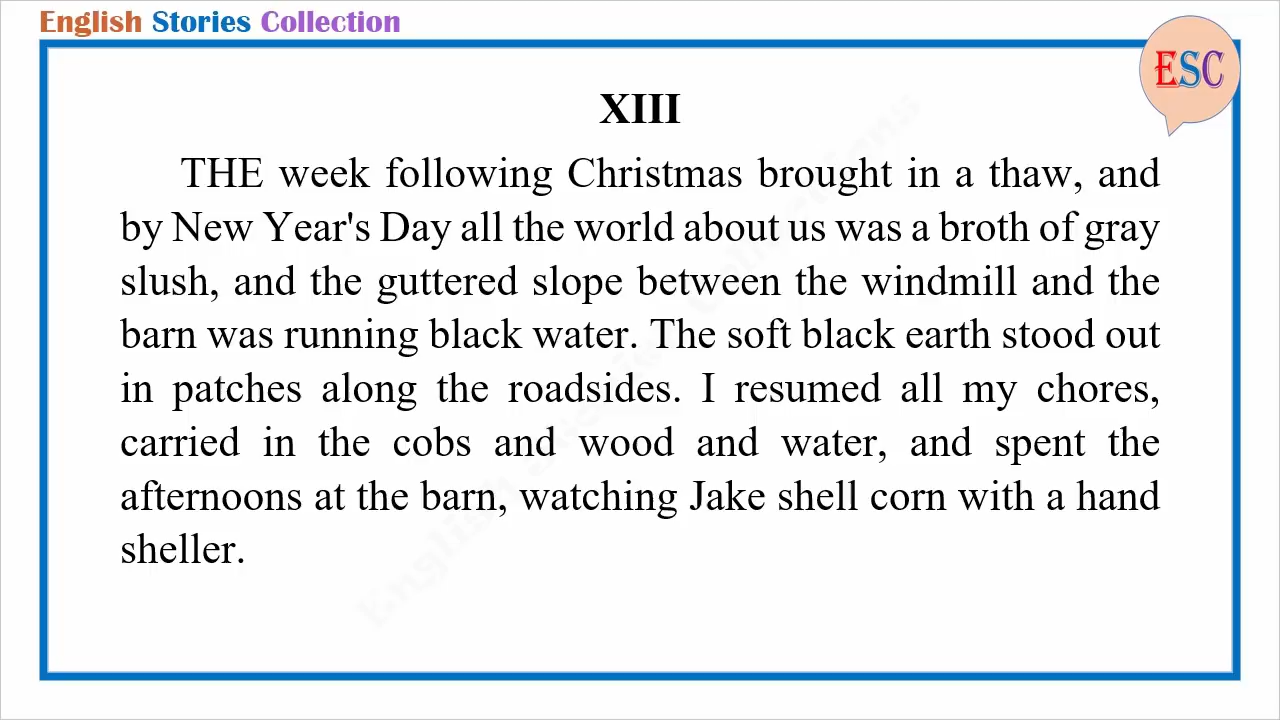 English Stories Collection
ESC
XIII
THE week following Christmas brought in a thaw, and
by New Year's Day all the world about us was a broth of gray
slush, and the guttered slope between the windmill and the
barn was running black water. The soft black earth stood out
in patches along the roadsides. I resumed all my chores,
carried in the cobs and wood and water, and spent the
afternoons at the barn, watching Jake shell corn with a hand
sheller.